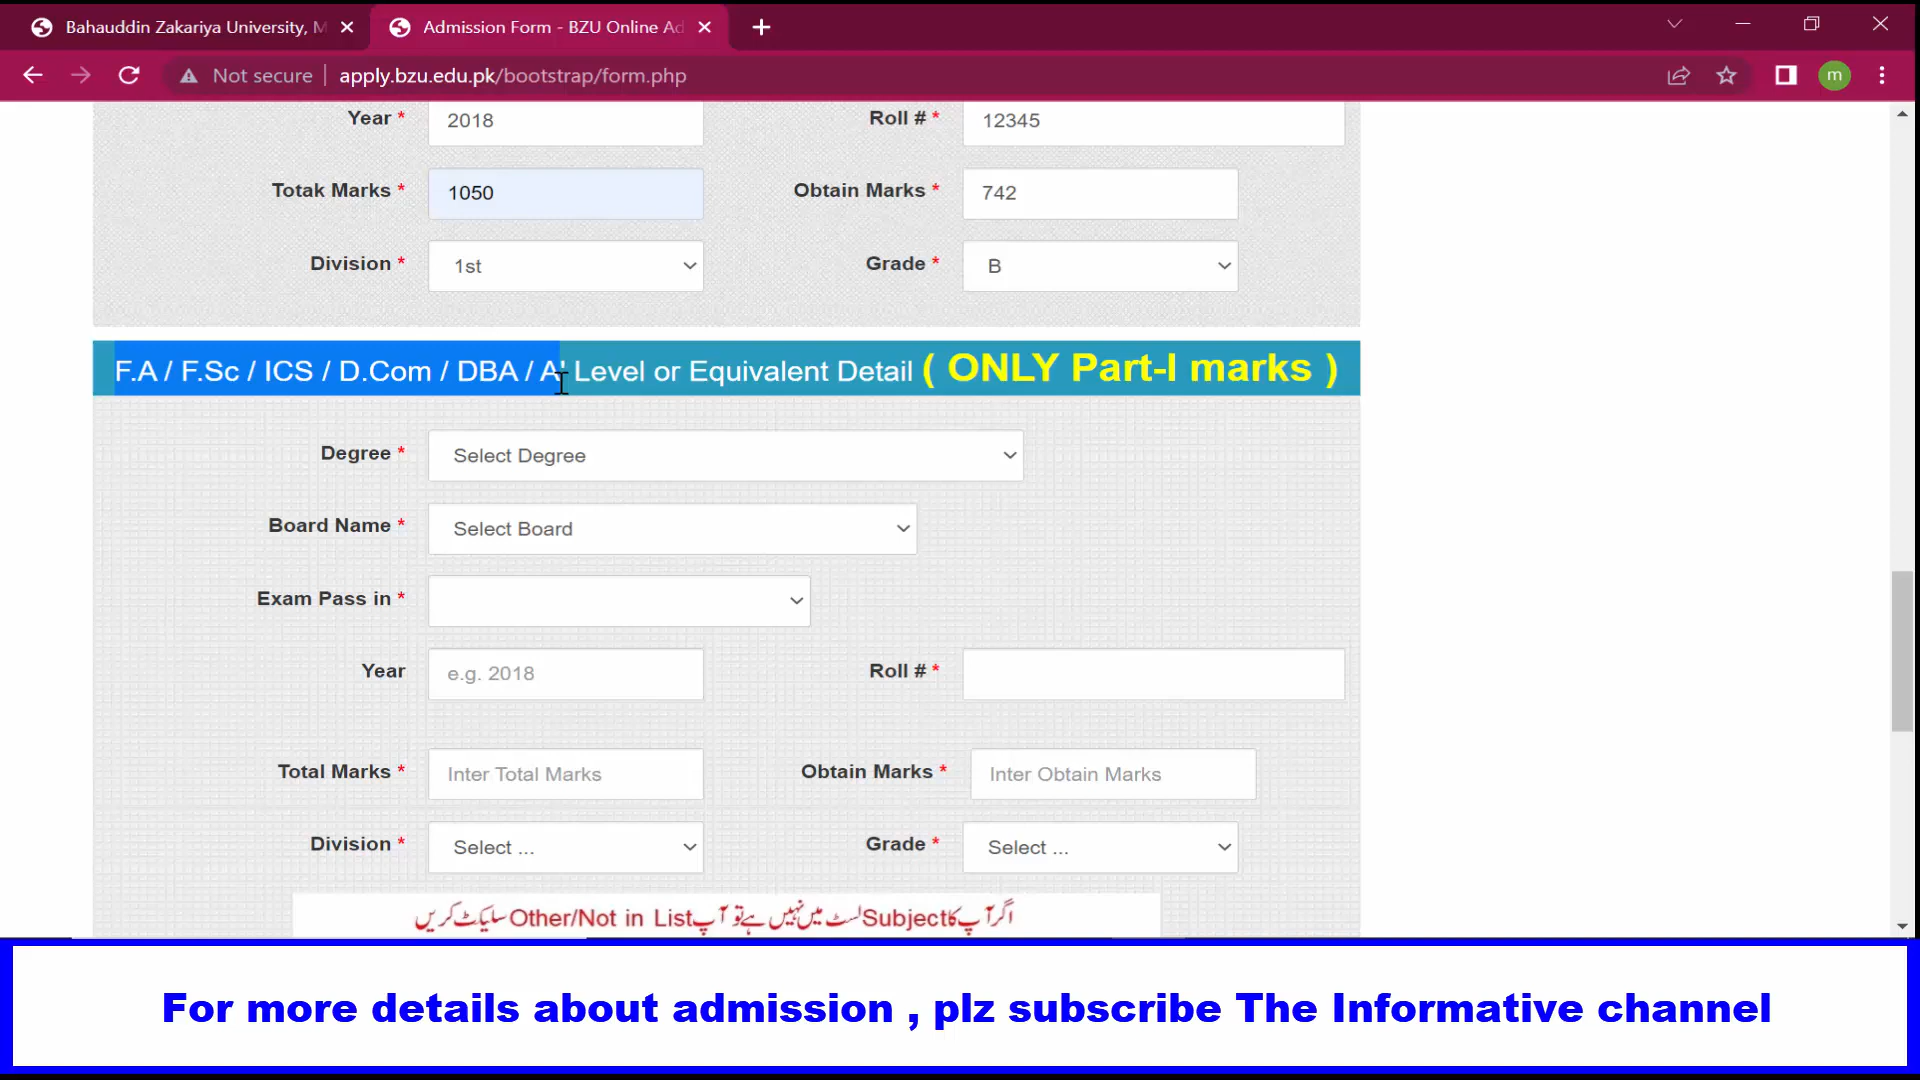 Bahauddin Zakariya University, M
Admission Form - BZU Online Ad
Not secure
apply.bzu.edu.pk/bootstrap/form.php
m
Year * 2018 Roll # * 12345
Totak Marks * 1050 Obtain Marks * 742
Division * 1st Grade * B
F.A / F.Sc / ICS / D.Com / DBA / A' Level or Equivalent Detail ( ONLY Part-I marks )
Degree * Select Degree
Board Name * Select Board
Exam Pass in *
Year e.g. 2018 Roll # *
Total Marks * Inter Total Marks Obtain Marks * Inter Obtain Marks
Division * Select ... Grade * Select ...
اگر آپ کا Subject لسٹ میں نہیں ہے تو آپ Other/Not in List سلیکٹ کریں
For more details about admission , plz subscribe The Informative channel